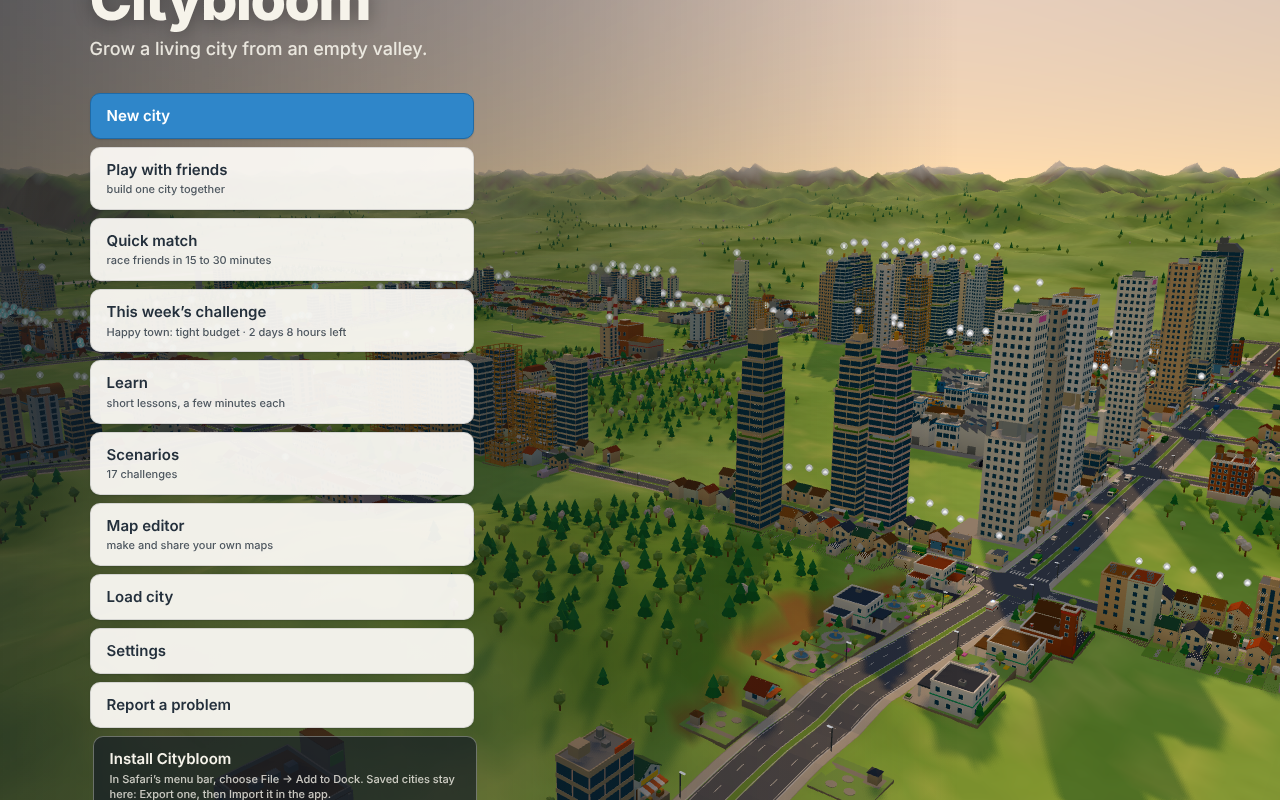 Citybloom
Grow a living city from an empty valley.
New city
Play with friends
build one city together
Quick match
race friends in 15 to 30 minutes
This week’s challenge
Happy town: tight budget · 2 days 8 hours left
Learn
short lessons, a few minutes each
Scenarios
17 challenges
Map editor
make and share your own maps
Load city
Settings
Report a problem
Install Citybloom
In Safari’s menu bar, choose File → Add to Dock. Saved cities stay
here: Export one, then Import it in the app.